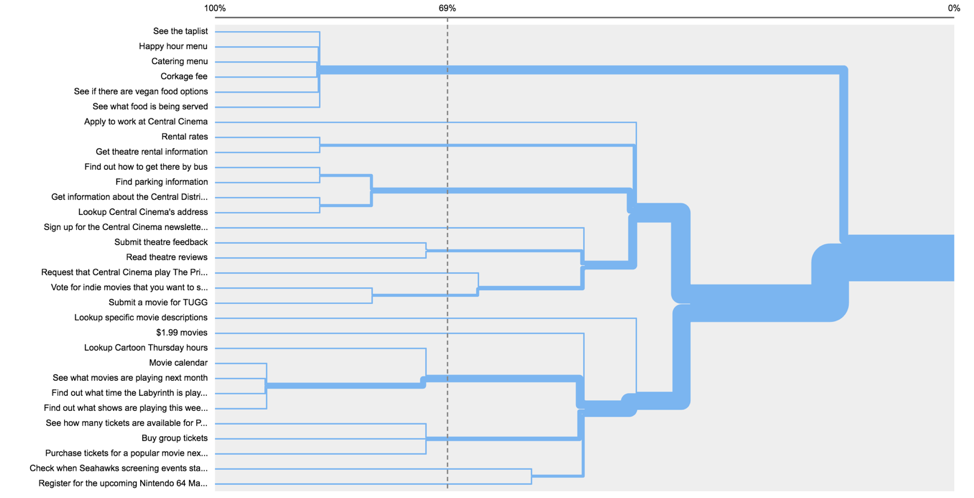 100% 69% 0%
See the taplist
Happy hour menu
Catering menu
Corkage fee
See if there are vegan food options
See what food is being served
Apply to work at Central Cinema
Rental rates
Get theatre rental information
Find out how to get there by bus
Find parking information
Get information about the Central Distri...
Lookup Central Cinema's address
Sign up for the Central Cinema newslette...
Submit theatre feedback
Read theatre reviews
Request that Central Cinema play The Pri...
Vote for indie movies that you want to s...
Submit a movie for TUGG
Lookup specific movie descriptions
$1.99 movies
Lookup Cartoon Thursday hours
Movie calendar
See what movies are playing next month
Find out what time the Labyrinth is play...
Find out what shows are playing this wee...
See how many tickets are available for P...
Buy group tickets
Purchase tickets for a popular movie nex...
Check when Seahawks screening events sta...
Register for the upcoming Nintendo 64 Ma...